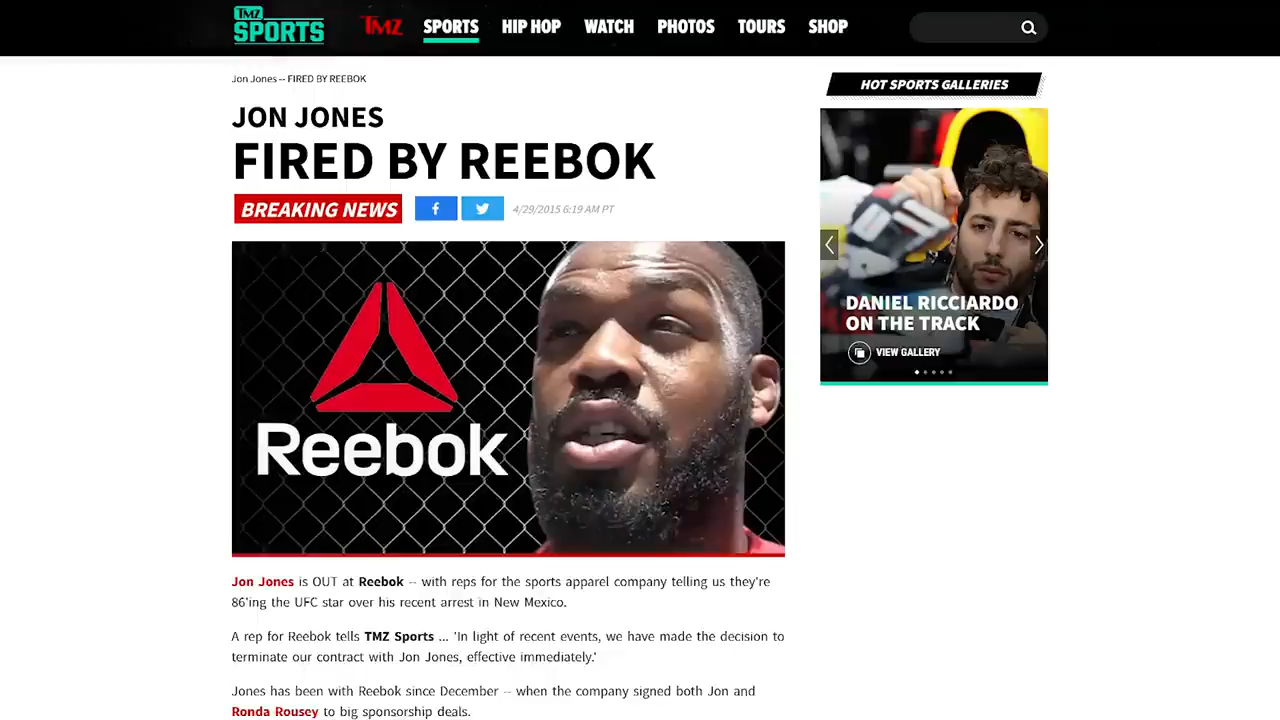 TMZ SPORTS
TMZ SPORTS HIP HOP WATCH PHOTOS TOURS SHOP
Jon Jones -- FIRED BY REEBOK
JON JONES
FIRED BY REEBOK
BREAKING NEWS
4/29/2015 6:19 AM PT
Reebok
Jon Jones is OUT at Reebok -- with reps for the sports apparel company telling us they're
86'ing the UFC star over his recent arrest in New Mexico.
A rep for Reebok tells TMZ Sports ... 'In light of recent events, we have made the decision to
terminate our contract with Jon Jones, effective immediately.'
Jones has been with Reebok since December -- when the company signed both Jon and
Ronda Rousey to big sponsorship deals.
HOT SPORTS GALLERIES
DANIEL RICCIARDO
ON THE TRACK
VIEW GALLERY